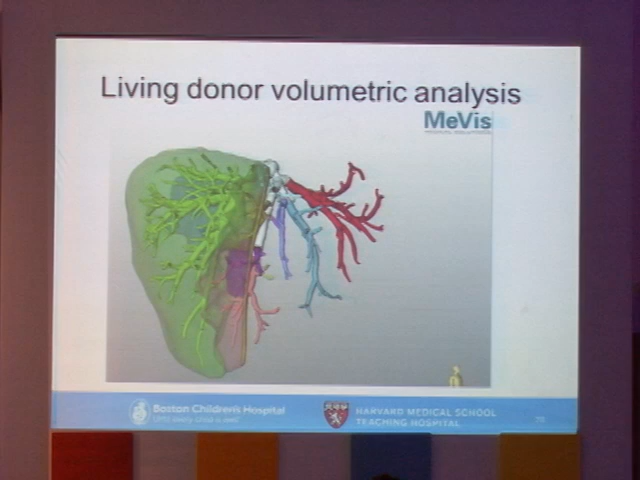 Living donor volumetric analysis
MeVis
Boston Children's Hospital
HARVARD MEDICAL SCHOOL
TEACHING HOSPITAL